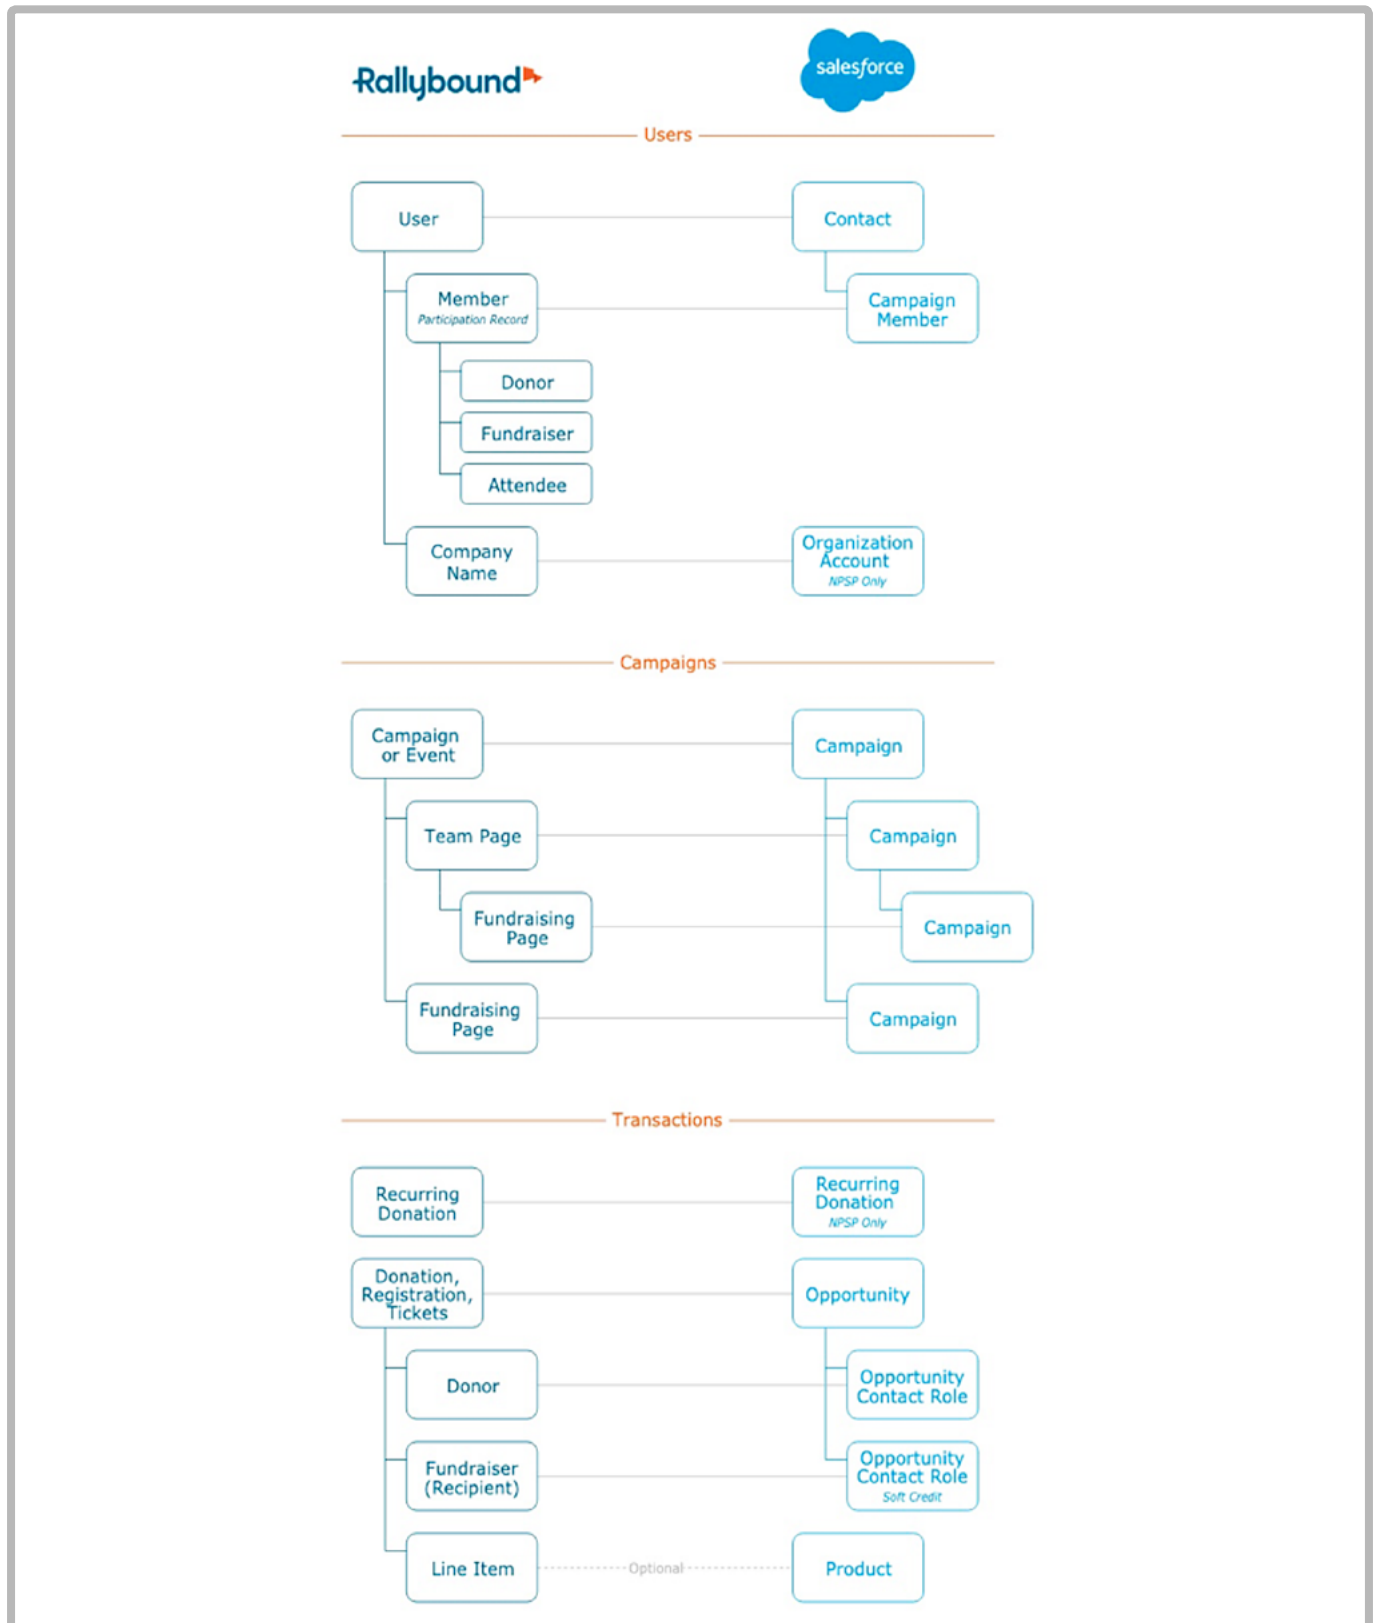 Rallybound
salesforce
Users
User
Contact
Member
Participation Record
Campaign
Member
Donor
Fundraiser
Attendee
Company
Name
Organization
Account
NPSP Only
Campaigns
Campaign
or Event
Campaign
Team Page
Campaign
Fundraising
Page
Campaign
Fundraising
Page
Campaign
Transactions
Recurring
Donation
Recurring
Donation
NPSP Only
Donation,
Registration,
Tickets
Opportunity
Donor
Opportunity
Contact Role
Fundraiser
(Recipient)
Opportunity
Contact Role
Soft Credit
Line Item
Optional
Product